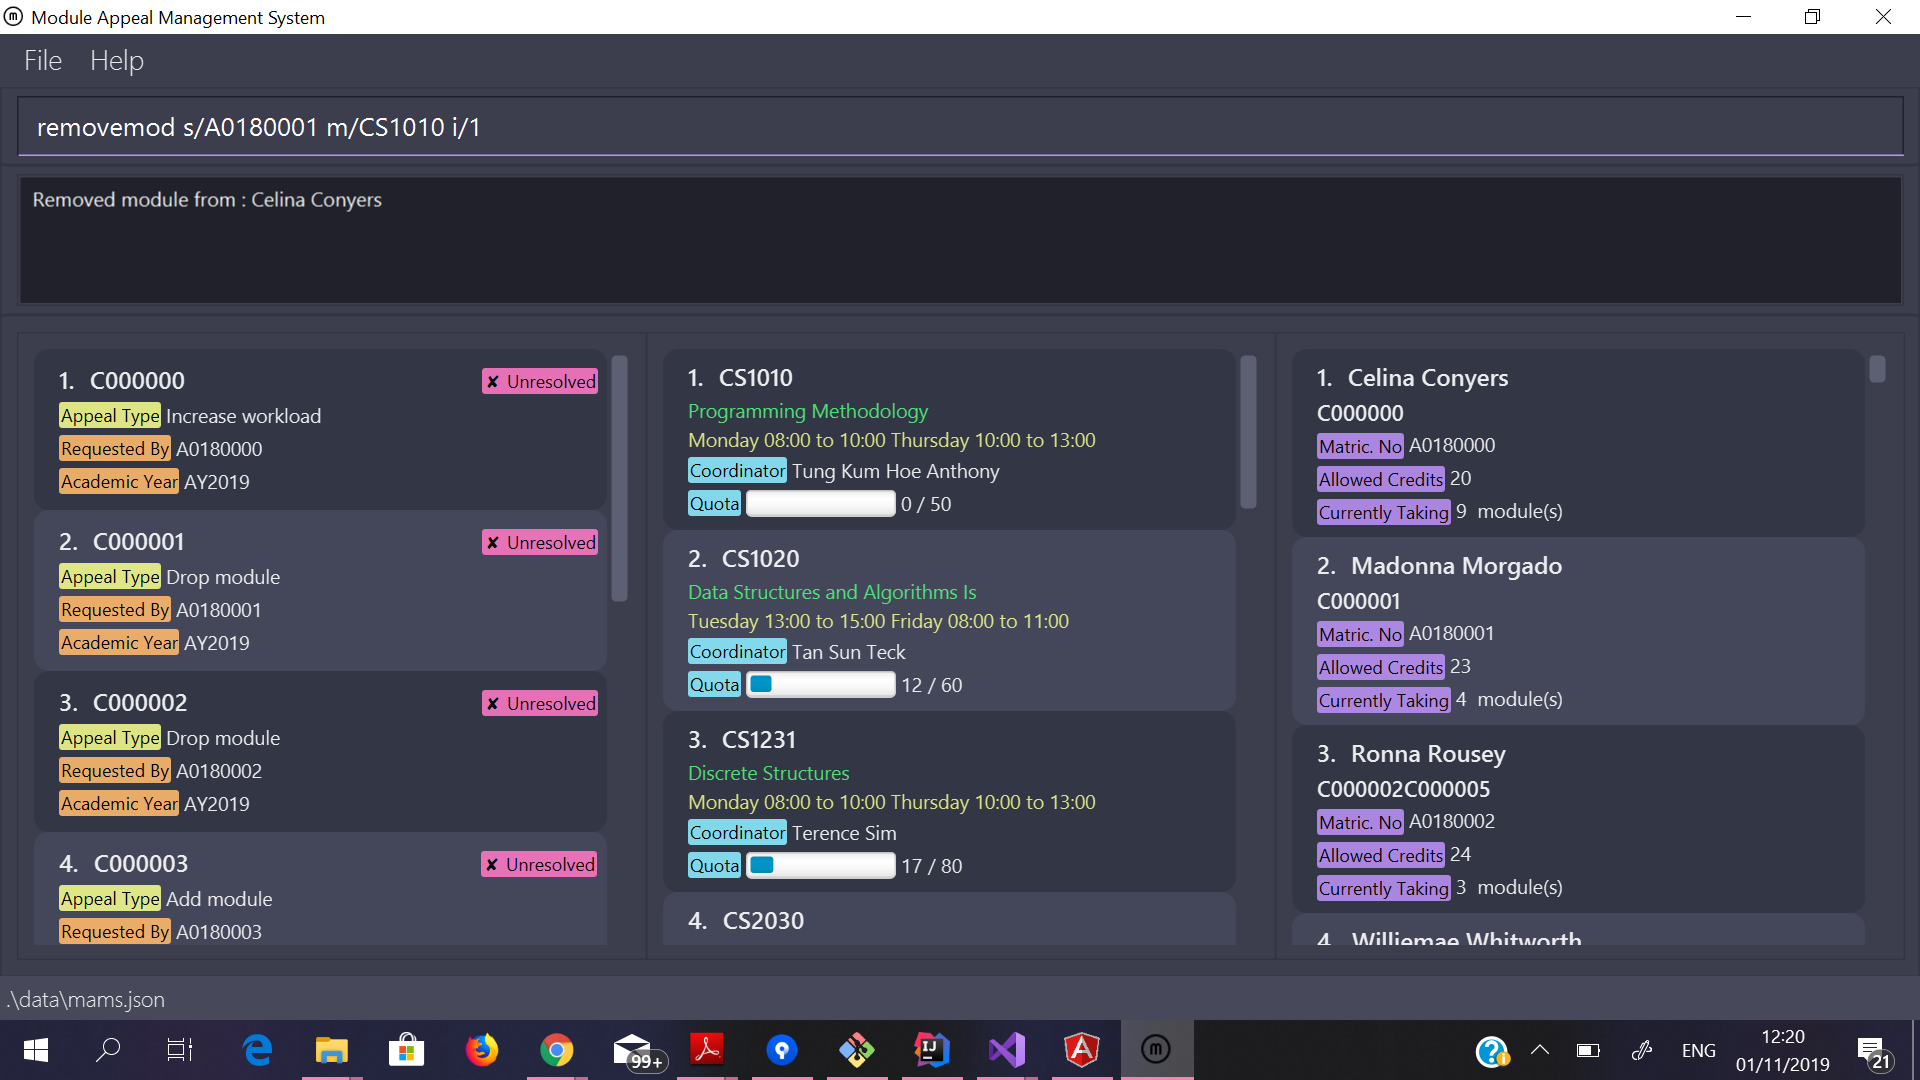 Module Appeal Management System
File Help
removemod s/A0180001 m/CS1010 i/1
Removed module from : Celina Conyers
1. C000000
✘ Unresolved
Appeal Type Increase workload
Requested By A0180000
Academic Year AY2019
2. C000001
✘ Unresolved
Appeal Type Drop module
Requested By A0180001
Academic Year AY2019
3. C000002
✘ Unresolved
Appeal Type Drop module
Requested By A0180002
Academic Year AY2019
4. C000003
✘ Unresolved
Appeal Type Add module
Requested By A0180003
1. CS1010
Programming Methodology
Monday 08:00 to 10:00 Thursday 10:00 to 13:00
Coordinator Tung Kum Hoe Anthony
Quota 0 / 50
2. CS1020
Data Structures and Algorithms Is
Tuesday 13:00 to 15:00 Friday 08:00 to 11:00
Coordinator Tan Sun Teck
Quota 12 / 60
3. CS1231
Discrete Structures
Monday 08:00 to 10:00 Thursday 10:00 to 13:00
Coordinator Terence Sim
Quota 17 / 80
4. CS2030
1. Celina Conyers
C000000
Matric. No A0180000
Allowed Credits 20
Currently Taking 9 module(s)
2. Madonna Morgado
C000001
Matric. No A0180001
Allowed Credits 23
Currently Taking 4 module(s)
3. Ronna Rousey
C000002C000005
Matric. No A0180002
Allowed Credits 24
Currently Taking 3 module(s)
4. Williemae Whitworth
.\data\mams.json
99+
IJ
ENG
12:20
01/11/2019
21